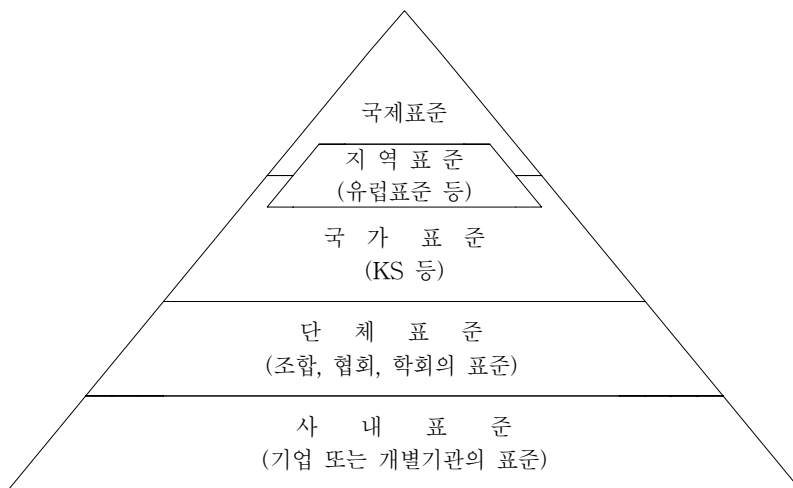 국제표준
지 역 표 준
(유럽표준 등)
국 가 표 준
(KS 등)
단 체 표 준
(조합, 협회, 학회의 표준)
사 내 표 준
(기업 또는 개별기관의 표준)